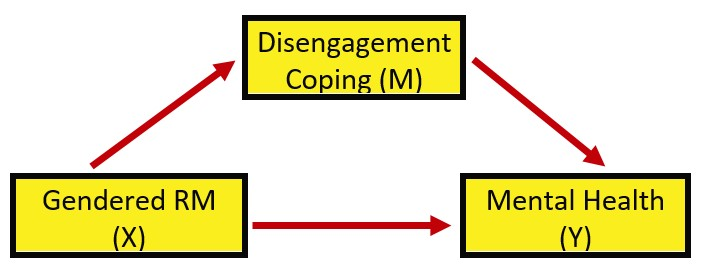 Disengagement
Coping (M)
Gendered RM
(X)
Mental Health
(Y)